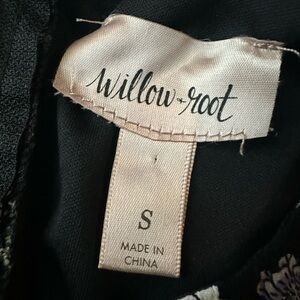 willow + root
S
MADE IN
CHINA